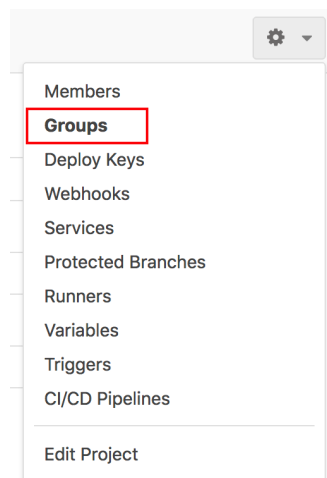 Members
Groups
Deploy Keys
Webhooks
Services
Protected Branches
Runners
Variables
Triggers
CI/CD Pipelines
Edit Project